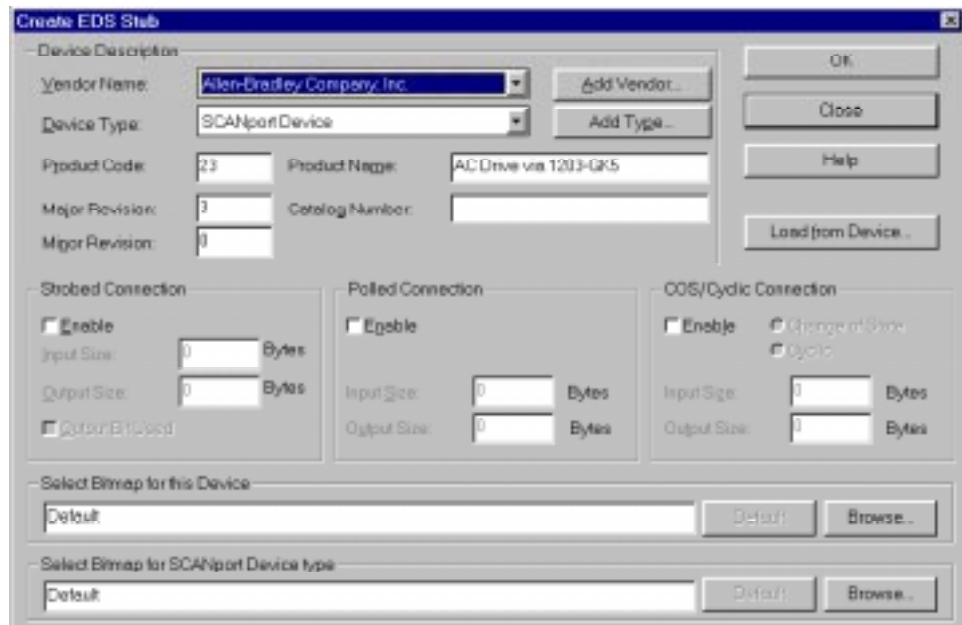 Create EDS Stub
Device Description
Vendor Name: Allen-Bradley Company, Inc. Add Vendor... OK
Device Type: SCANport Device Add Type... Close
Product Code: 23 Product Name: AC Drive via 1203-GK5 Help
Major Revision: 3 Catalog Number:
Minor Revision: 8 Load from Device...
Strobed Connection Polled Connection COS/Cyclic Connection
Enable Enable Enable Change of State
Cyclic
Input Size: 0 Bytes
Output Size: 0 Bytes
Input Size: 0 Bytes Input Size: 0 Bytes
Output Size: 0 Bytes Output Size: 0 Bytes
Output Bit Used
Select Bitmap for this Device
Default Default Browse...
Select Bitmap for SCANport Device type
Default Default Browse...